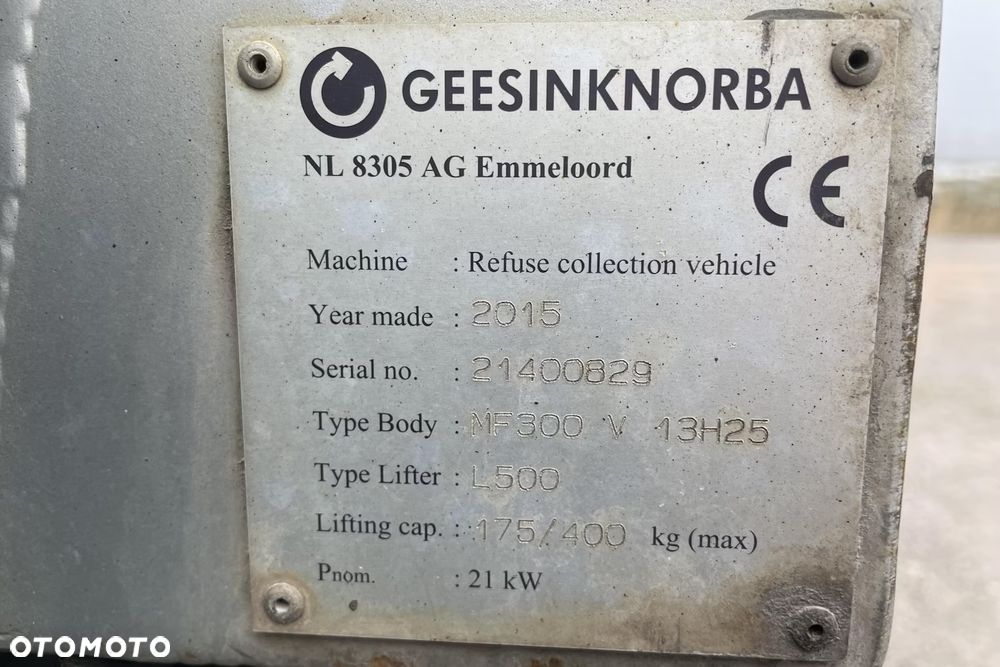 GEESINKNORBA
NL 8305 AG Emmeloord
CE
Machine : Refuse collection vehicle
Year made : 2015
Serial no. : 21400829
Type Body : MF300 V 13H25
Type Lifter : L500
Lifting cap. : 175/400 kg (max)
Pnom. : 21 kW
OTOMOTO